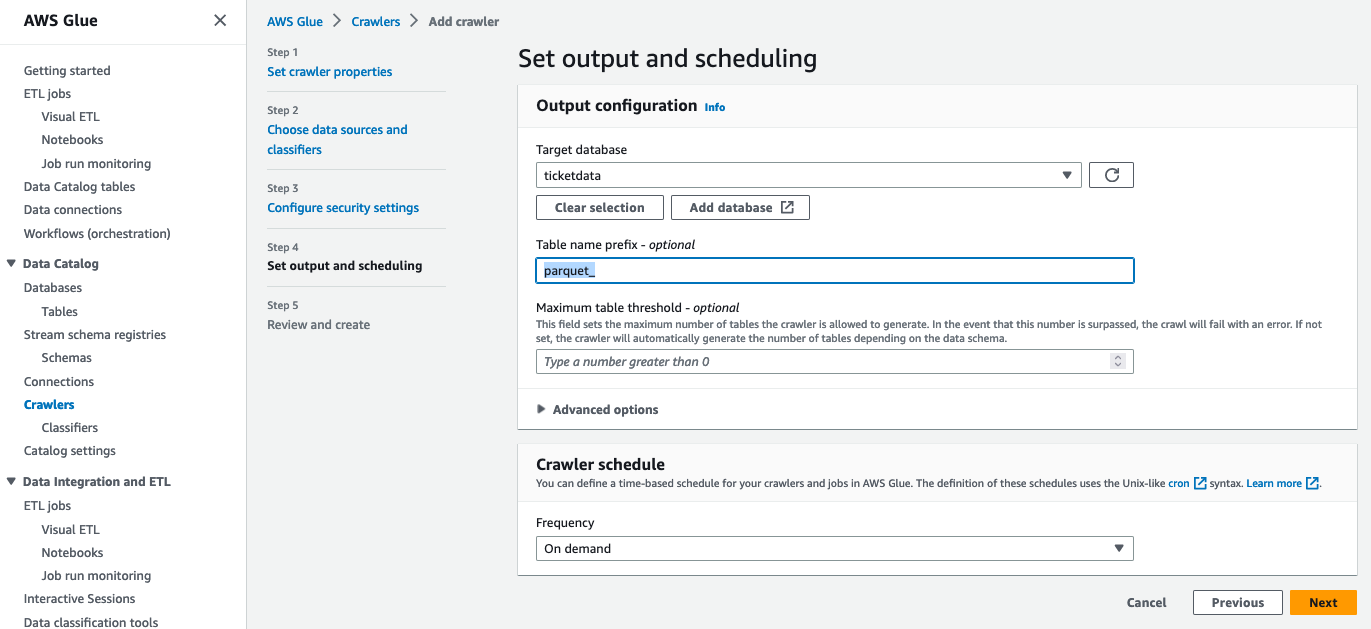 AWS Glue
Getting started
ETL jobs
Visual ETL
Notebooks
Job run monitoring
Data Catalog tables
Data connections
Workflows (orchestration)
Data Catalog
Databases
Tables
Stream schema registries
Schemas
Connections
Crawlers
Classifiers
Catalog settings
Data Integration and ETL
ETL jobs
Visual ETL
Notebooks
Job run monitoring
Interactive Sessions
Data classification tools
AWS Glue
Crawlers
Add crawler
Step 1
Set crawler properties
Step 2
Choose data sources and
classifiers
Step 3
Configure security settings
Step 4
Set output and scheduling
Step 5
Review and create
Set output and scheduling
Output configuration Info
Target database
ticketdata
Clear selection
Add database
Table name prefix - optional
parquet_
Maximum table threshold - optional
This field sets the maximum number of tables the crawler is allowed to generate. In the event that this number is surpassed, the crawl will fail with an error. If not
set, the crawler will automatically generate the number of tables depending on the data schema.
Type a number greater than 0
Advanced options
Crawler schedule
You can define a time-based schedule for your crawlers and jobs in AWS Glue. The definition of these schedules uses the Unix-like cron syntax. Learn more.
Frequency
On demand
Cancel
Previous
Next